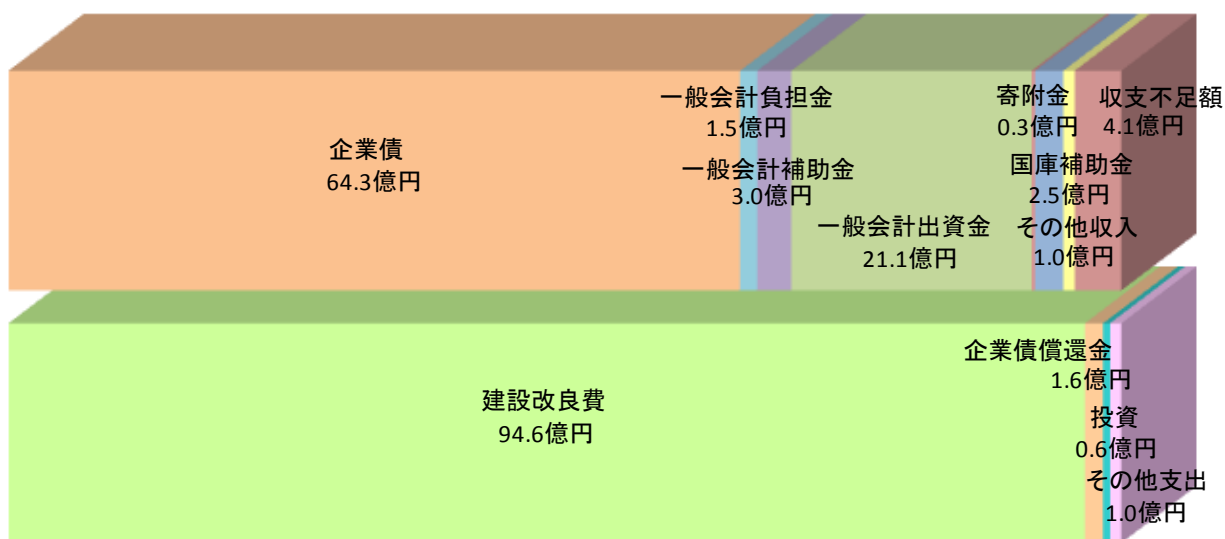 企業債
64.3億円
一般会計負担金
1.5億円
一般会計補助金
3.0億円
一般会計出資金
21.1億円
寄附金
0.3億円
国庫補助金
2.5億円
その他収入
1.0億円
収支不足額
4.1億円
建設改良費
94.6億円
企業債償還金
1.6億円
投資
0.6億円
その他支出
1.0億円